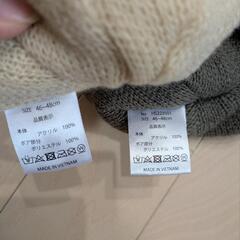 SIZE 46~48cm
品質表示
本体 アクリル 100%
ボア部分
ポリエステル 100%
MADE IN VIETNAM
SIZE 46~48cm
品質表示
本体 アクリル 100%
ボア部分
ポリエステル 100%
MADE IN VIETNAM